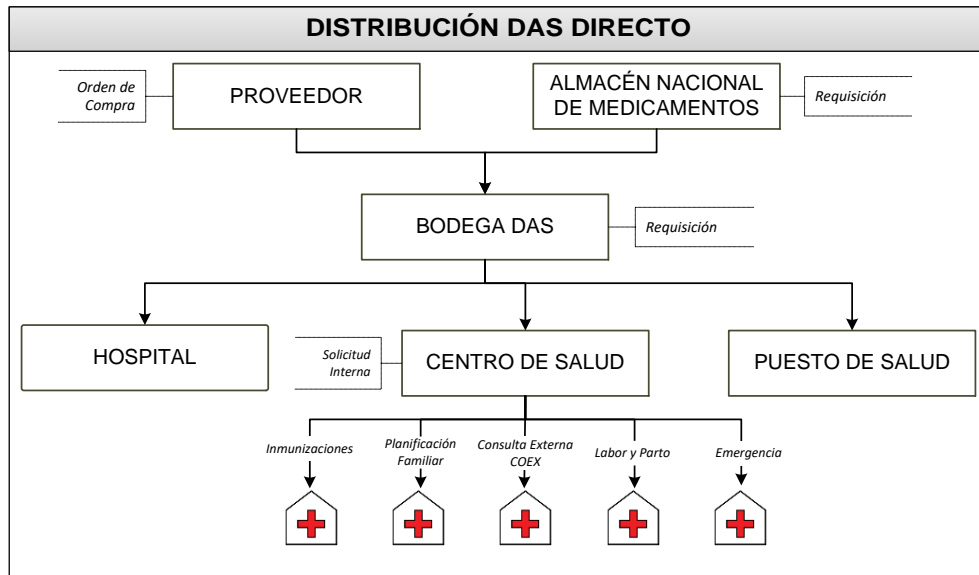 DISTRIBUCIÓN DAS DIRECTO
Orden de
Compra
PROVEEDOR
ALMACÉN NACIONAL
DE MEDICAMENTOS
Requisición
BODEGA DAS
Requisición
HOSPITAL
Solicitud
Interna
CENTRO DE SALUD
PUESTO DE SALUD
Inmunizaciones
Planificación
Familiar
Consulta Externa
COEX
Labor y Parto
Emergencia